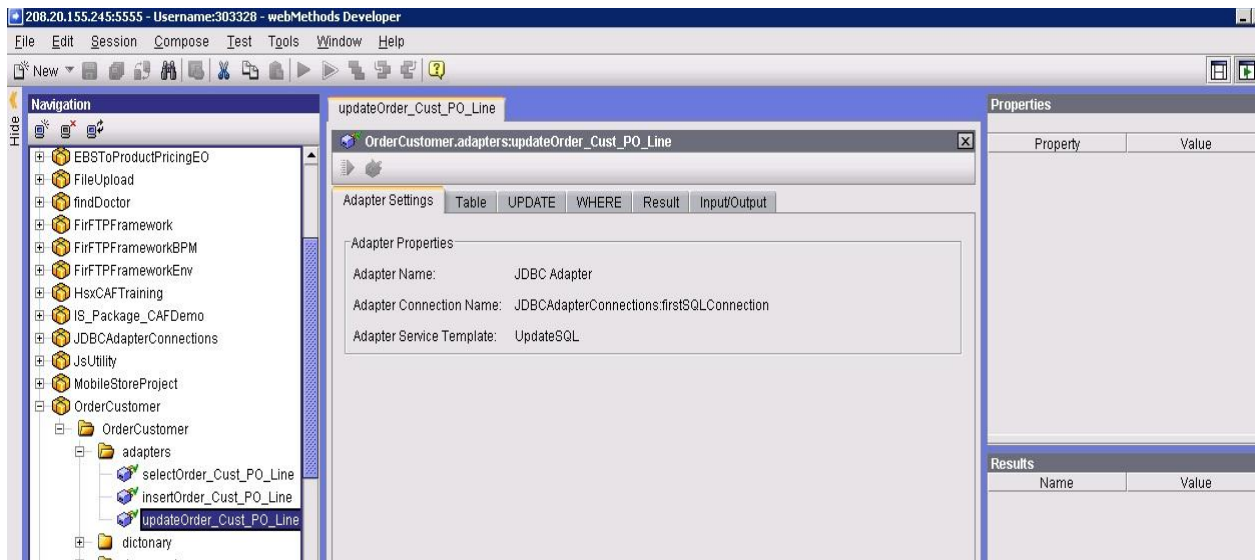 208.20.155.245:5555 - Username:303328 - webMethods Developer
File Edit Session Compose Test Tools Window Help
New
Hide
Navigation
EBSToProductPricingEO
FileUpload
findDoctor
FirFTPFramework
FirFTPFrameworkBPM
FirFTPFrameworkEnv
HsxCAFTraining
IS_Package_CAFDemo
JDBCAdapterConnections
JsUtility
MobileStoreProject
OrderCustomer
OrderCustomer
adapters
selectOrder_Cust_PO_Line
insertOrder_Cust_PO_Line
updateOrder_Cust_PO_Line
dictonary
updateOrder_Cust_PO_Line
OrderCustomer.adapters:updateOrder_Cust_PO_Line
Adapter Settings Table UPDATE WHERE Result Input/Output
Adapter Properties
Adapter Name: JDBC Adapter
Adapter Connection Name: JDBCAdapterConnections:firstSQLConnection
Adapter Service Template: UpdateSQL
Properties
Property Value
Results
Name Value